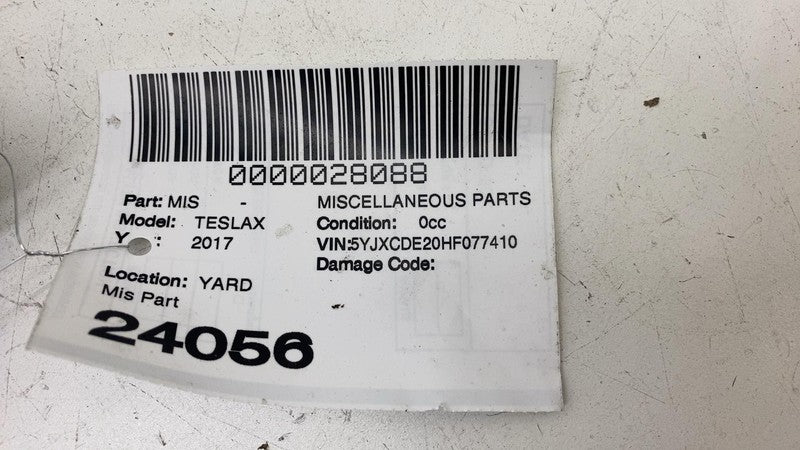 0000028088
Part: MIS - MISCELLANEOUS PARTS
Model: TESLAX Condition: 0cc
Y : 2017 VIN:5YJXCDE20HF077410
Damage Code:
Location: YARD
Mis Part
24056